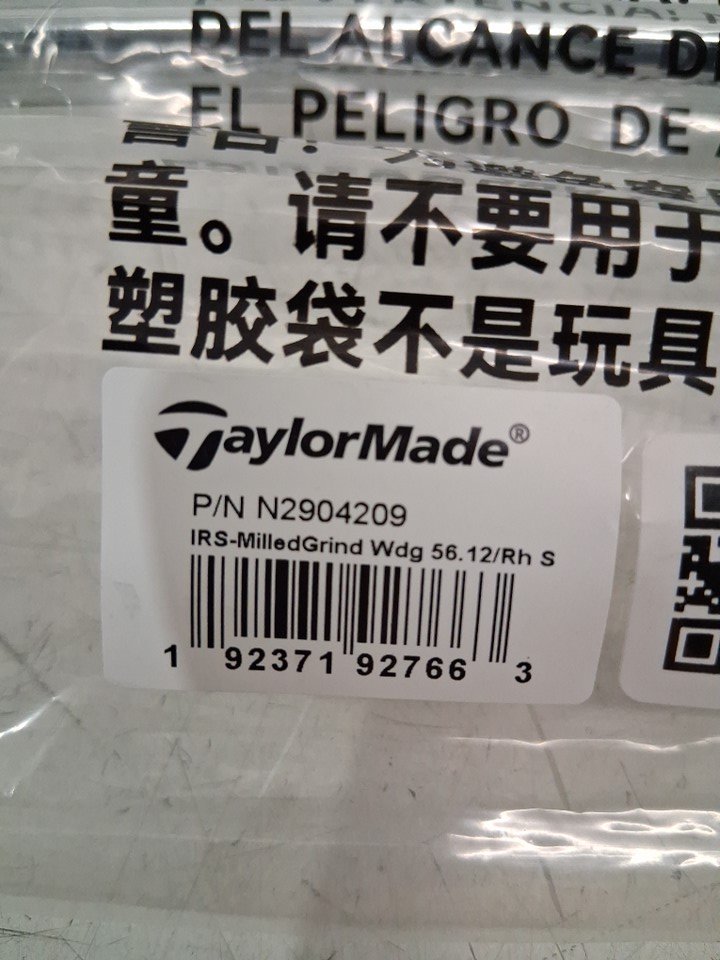 DEL ALCANCE
EL PELIGRO DE
童。请不要用于
塑胶袋不是玩具
TaylorMade®
P/N N2904209
IRS-MilledGrind Wdg 56.12/Rh S
1 92371 92766 3